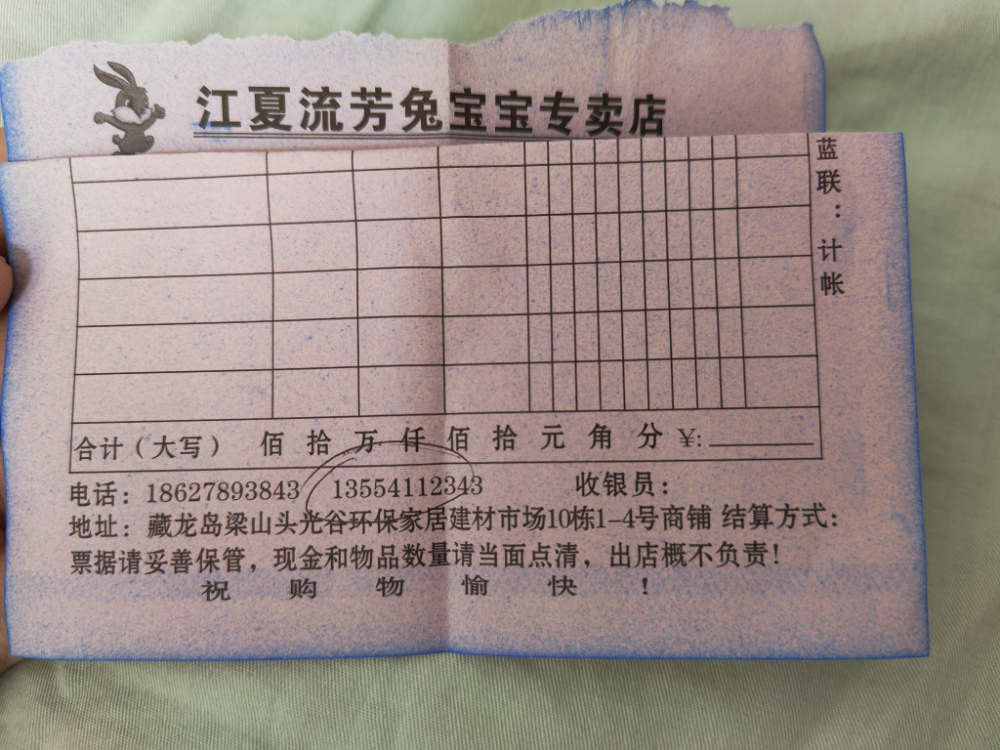 江夏流芳兔宝宝专卖店
蓝联：计帐
合计（大写） 佰 拾 万 仟 佰 拾 元 角 分 ¥:
电话：18627893843 13554112343 收银员：
地址：藏龙岛梁山头光谷环保家居建材市场10栋1-4号商铺 结算方式：
票据请妥善保管，现金和物品数量请当面点清，出店概不负责！
祝 购 物 愉 快 ！